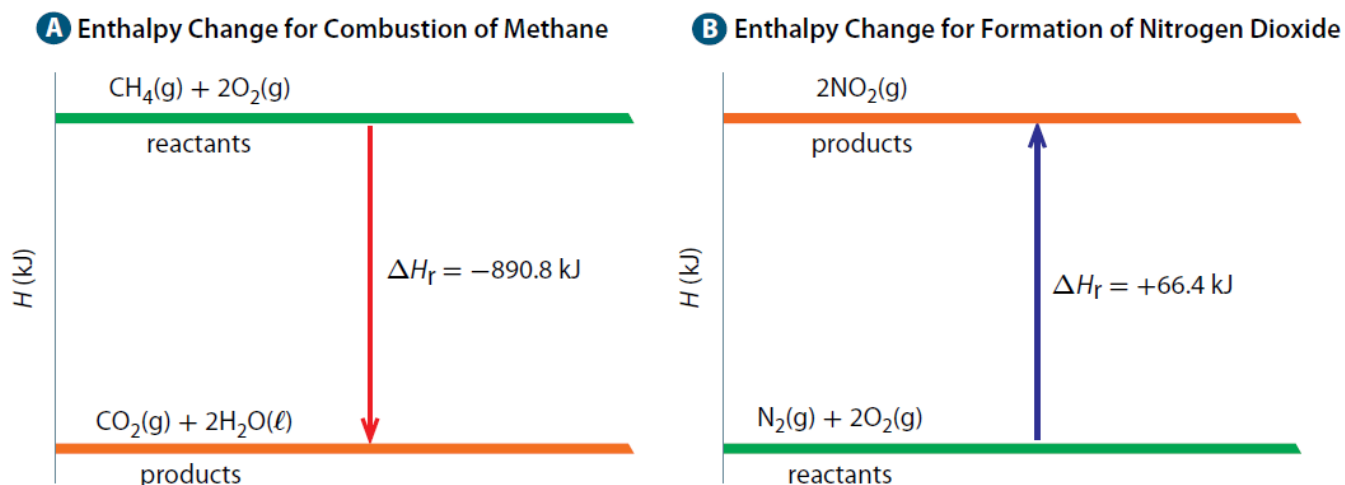 A Enthalpy Change for Combustion of Methane
CH₄(g) + 2O₂(g)
reactants
H (kJ)
ΔHr = −890.8 kJ
CO₂(g) + 2H₂O(ℓ)
products
B Enthalpy Change for Formation of Nitrogen Dioxide
2NO₂(g)
products
H (kJ)
ΔHr = +66.4 kJ
N₂(g) + 2O₂(g)
reactants